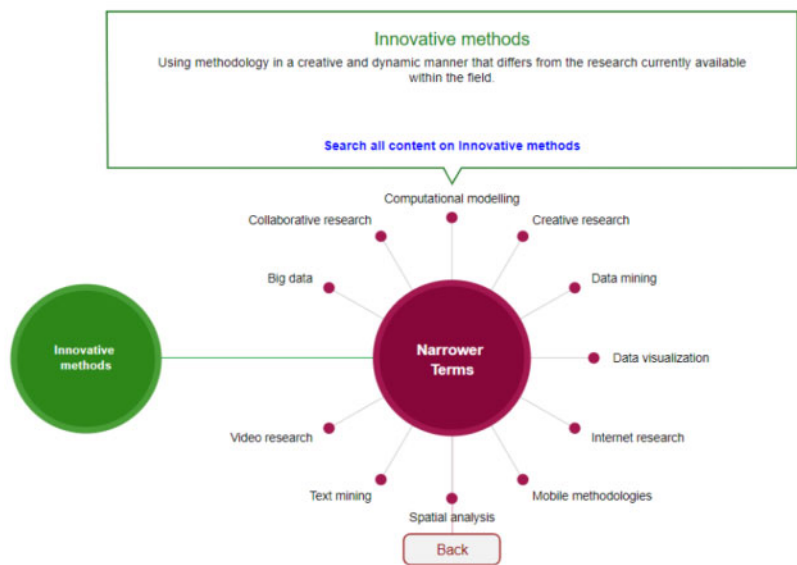 Innovative methods
Using methodology in a creative and dynamic manner that differs from the research currently available
within the field.
Search all content on Innovative methods
Computational modelling
Collaborative research
Creative research
Big data
Data mining
Innovative
methods
Narrower
Terms
Data visualization
Video research
Internet research
Text mining
Mobile methodologies
Spatial analysis
Back